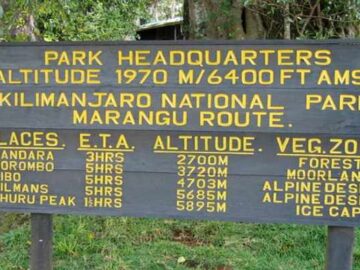 PARK HEADQUARTERS
ALTITUDE 1970 M/6400 FT AMS
KILIMANJARO NATIONAL PAR
MARANGU ROUTE.
LACES. E.T.A. ALTITUDE. VEG. ZO
ANDARA 3HRS 2700M FOREST
OROMBO 5HRS 3720M MOORLAN
IBO 5HRS 4703M ALPINE DES
ILMANS 5HRS 5685M ALPINE DES
HURU PEAK 1½HRS 5895M ICE CAP